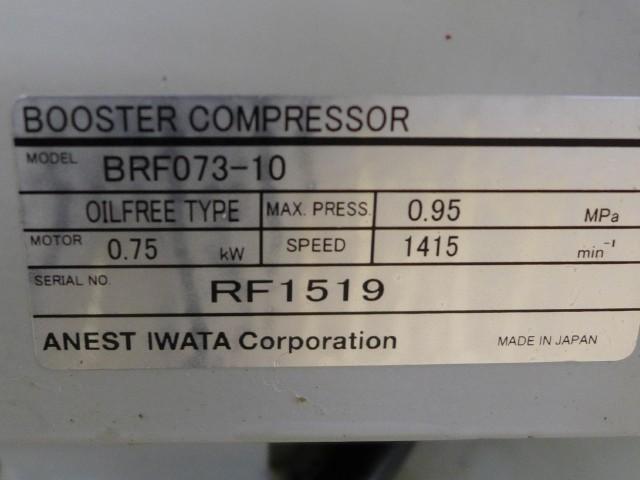 BOOSTER COMPRESSOR
MODEL BRF073-10
OILFREE TYPE MAX. PRESS. 0.95 MPa
MOTOR 0.75 kW SPEED 1415 min⁻¹
SERIAL NO. RF1519
ANEST IWATA Corporation MADE IN JAPAN